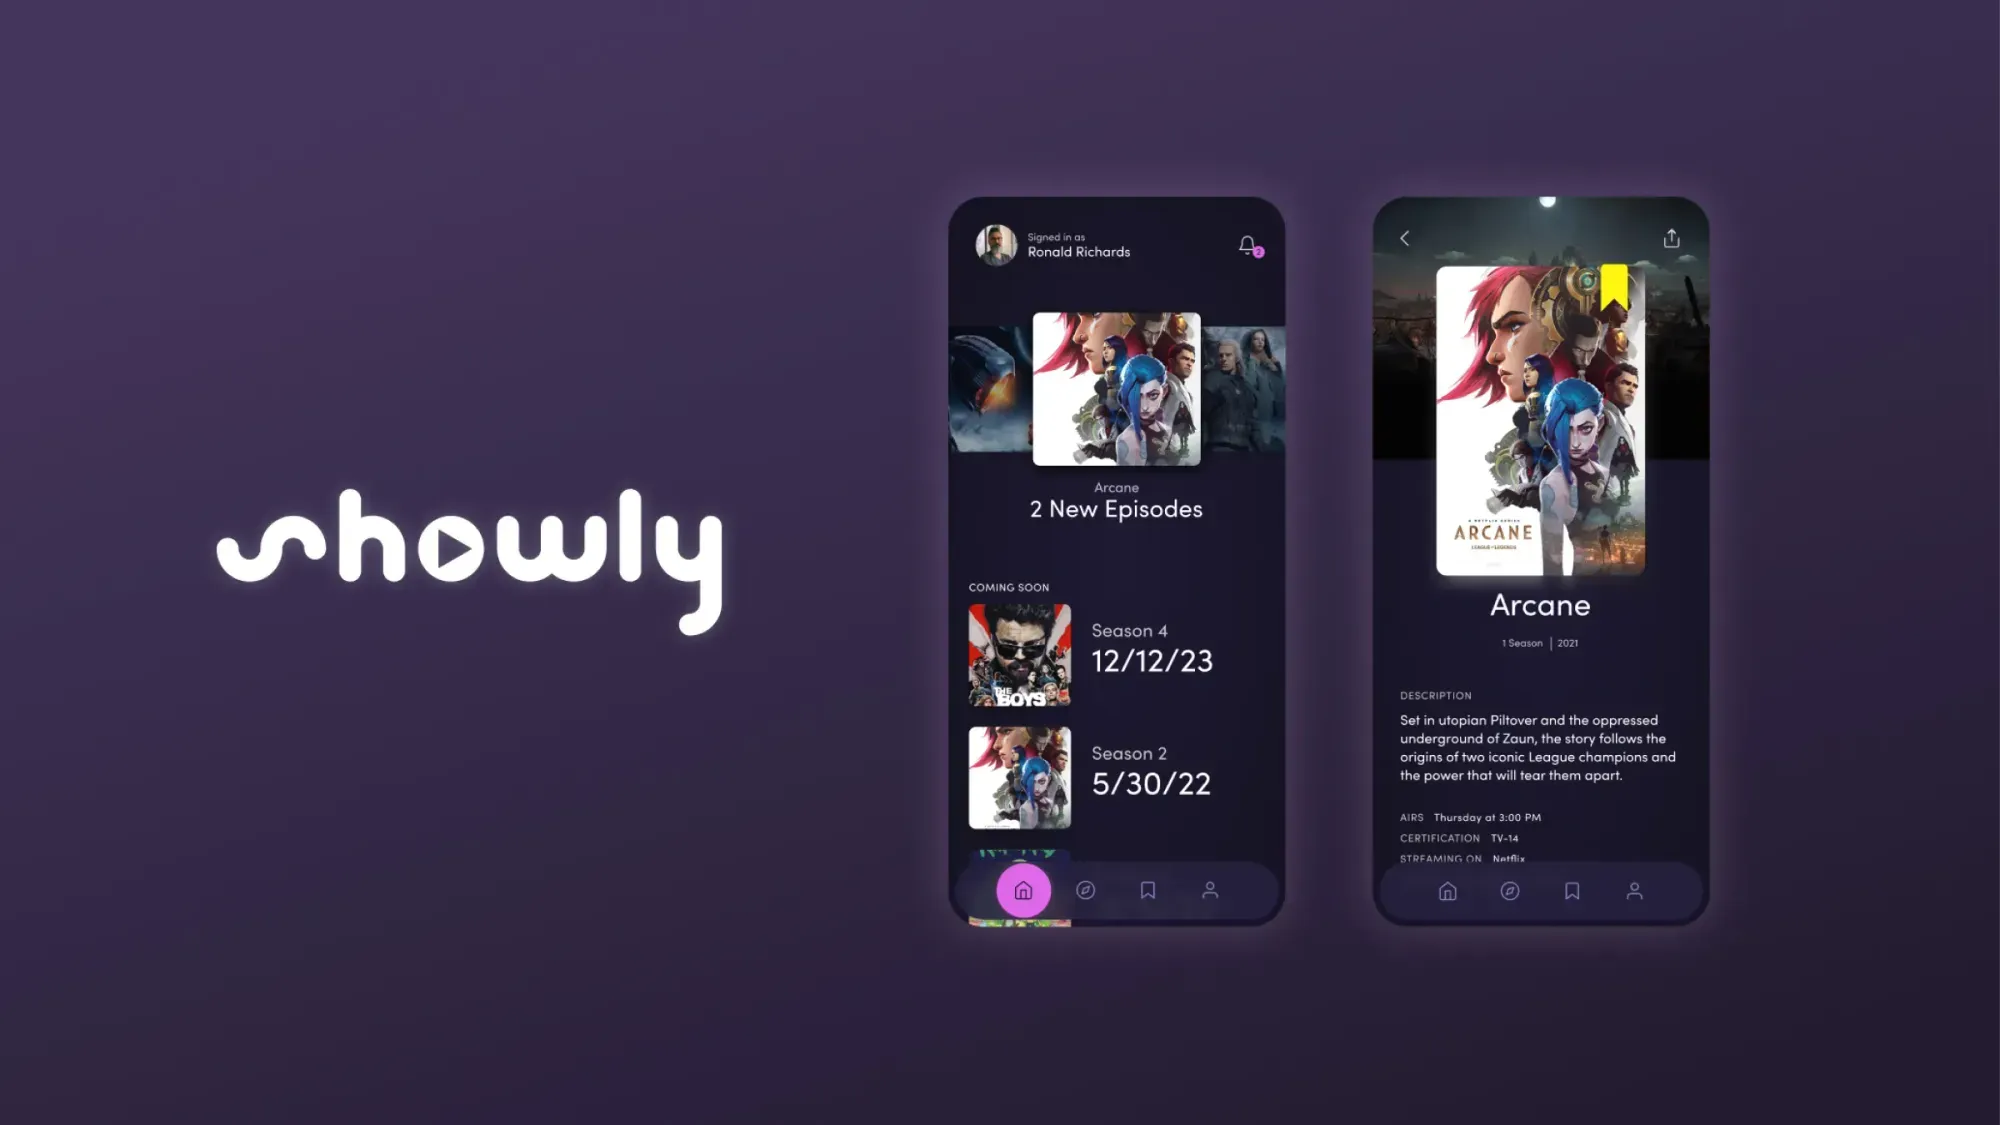 showly
Signed in as
Ronald Richards
2
Arcane
2 New Episodes
COMING SOON
THE
BOYS
Season 4
12/12/23
Season 2
5/30/22
A NETFLIX SERIES
ARCANE
LEAGUE OF LEGENDS
Arcane
1 Season | 2021
DESCRIPTION
Set in utopian Piltover and the oppressed
underground of Zaun, the story follows the
origins of two iconic League champions and
the power that will tear them apart.
AIRS Thursday at 3:00 PM
CERTIFICATION TV-14
STREAMING ON Netflix